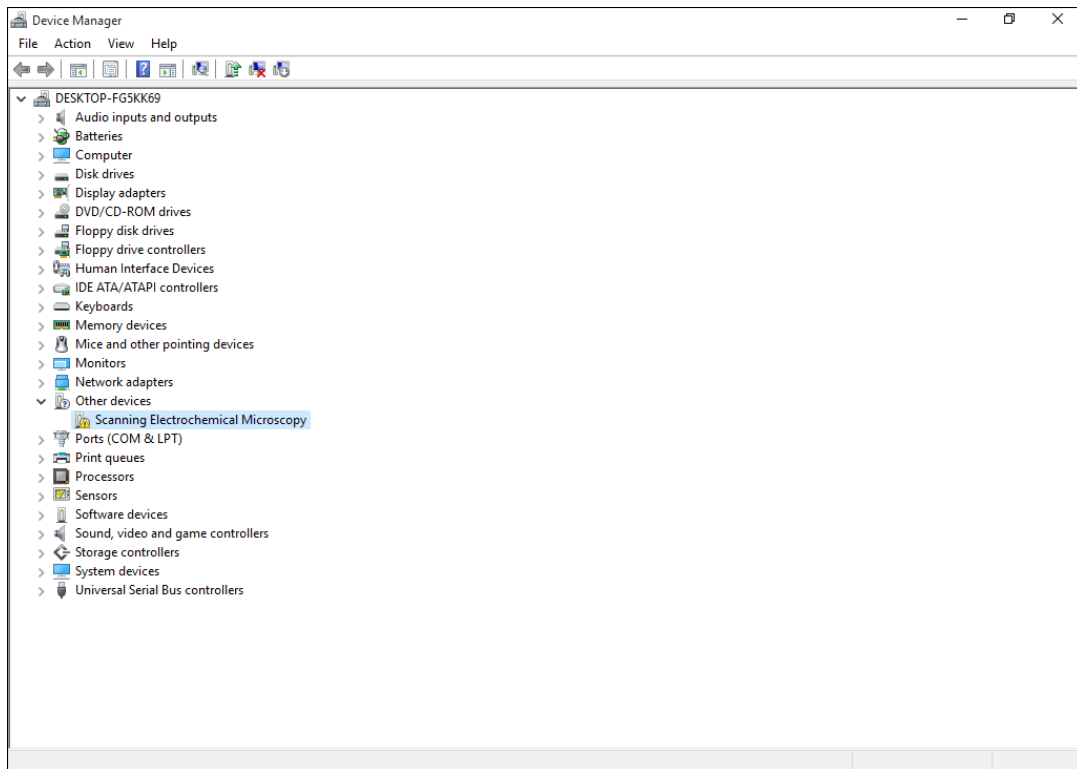 Device Manager
File Action View Help
DESKTOP-FG5KK69
Audio inputs and outputs
Batteries
Computer
Disk drives
Display adapters
DVD/CD-ROM drives
Floppy disk drives
Floppy drive controllers
Human Interface Devices
IDE ATA/ATAPI controllers
Keyboards
Memory devices
Mice and other pointing devices
Monitors
Network adapters
Other devices
Scanning Electrochemical Microscopy
Ports (COM & LPT)
Print queues
Processors
Sensors
Software devices
Sound, video and game controllers
Storage controllers
System devices
Universal Serial Bus controllers